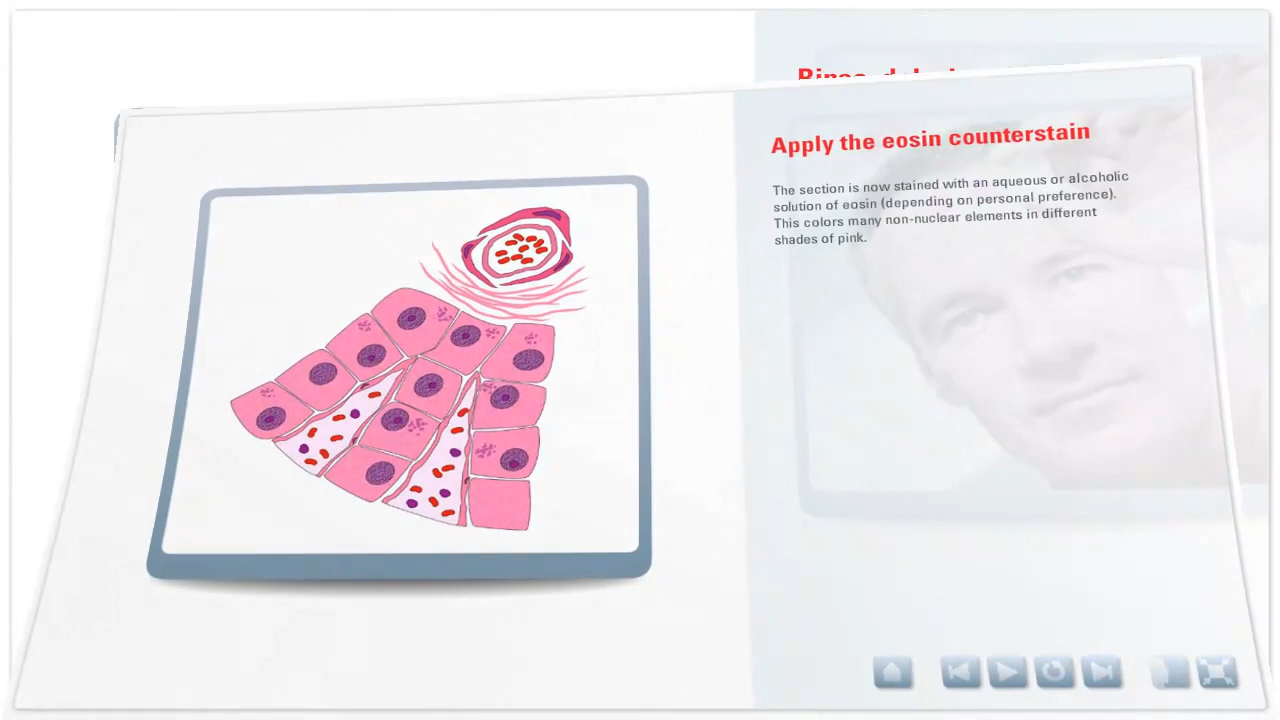 Apply the eosin counterstain
The section is now stained with an aqueous or alcoholic
solution of eosin (depending on personal preference).
This colors many non-nuclear elements in different
shades of pink.